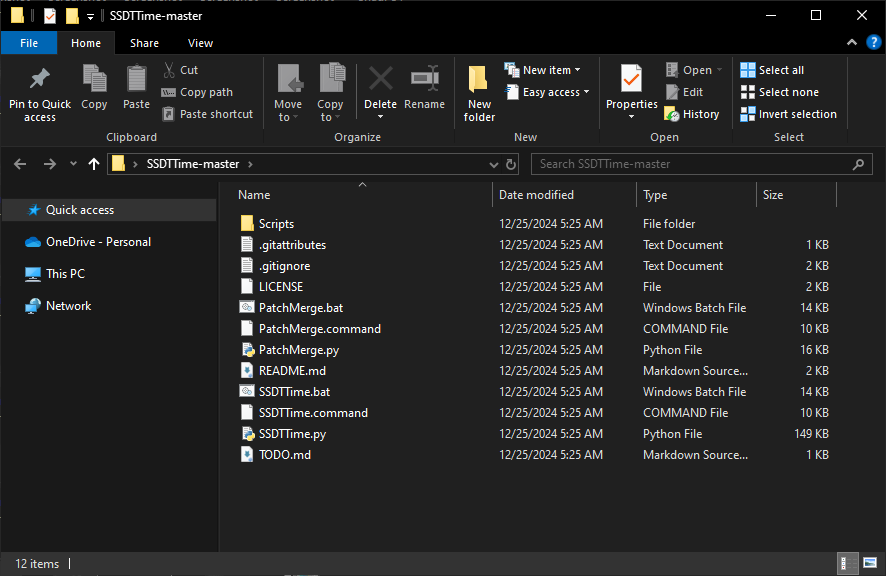 SSDTTime-master
File Home Share View
Pin to Quick access
Copy
Paste
Cut
Copy path
Paste shortcut
Clipboard
Move to
Copy to
Delete
Rename
Organize
New folder
New item
Easy access
New
Properties
Open
Edit
History
Open
Select all
Select none
Invert selection
Select
SSDTTime-master
Search SSDTTime-master
Quick access
OneDrive - Personal
This PC
Network
Name Date modified Type Size
Scripts 12/25/2024 5:25 AM File folder
.gitattributes 12/25/2024 5:25 AM Text Document 1 KB
.gitignore 12/25/2024 5:25 AM Text Document 2 KB
LICENSE 12/25/2024 5:25 AM File 2 KB
PatchMerge.bat 12/25/2024 5:25 AM Windows Batch File 14 KB
PatchMerge.command 12/25/2024 5:25 AM COMMAND File 10 KB
PatchMerge.py 12/25/2024 5:25 AM Python File 16 KB
README.md 12/25/2024 5:25 AM Markdown Source... 2 KB
SSDTTime.bat 12/25/2024 5:25 AM Windows Batch File 14 KB
SSDTTime.command 12/25/2024 5:25 AM COMMAND File 10 KB
SSDTTime.py 12/25/2024 5:25 AM Python File 149 KB
TODO.md 12/25/2024 5:25 AM Markdown Source... 1 KB
12 items